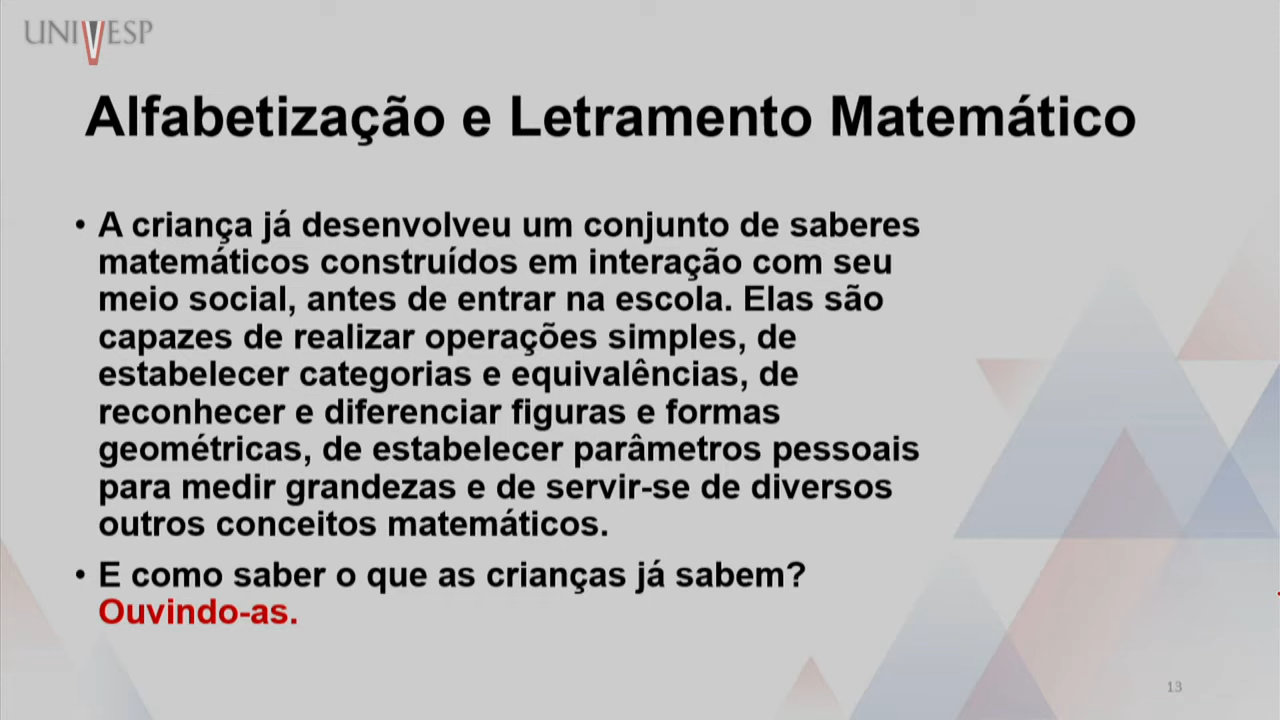 UNIVESP
Alfabetização e Letramento Matemático
• A criança já desenvolveu um conjunto de saberes
matemáticos construídos em interação com seu
meio social, antes de entrar na escola. Elas são
capazes de realizar operações simples, de
estabelecer categorias e equivalências, de
reconhecer e diferenciar figuras e formas
geométricas, de estabelecer parâmetros pessoais
para medir grandezas e de servir-se de diversos
outros conceitos matemáticos.
• E como saber o que as crianças já sabem?
Ouvindo-as.
13